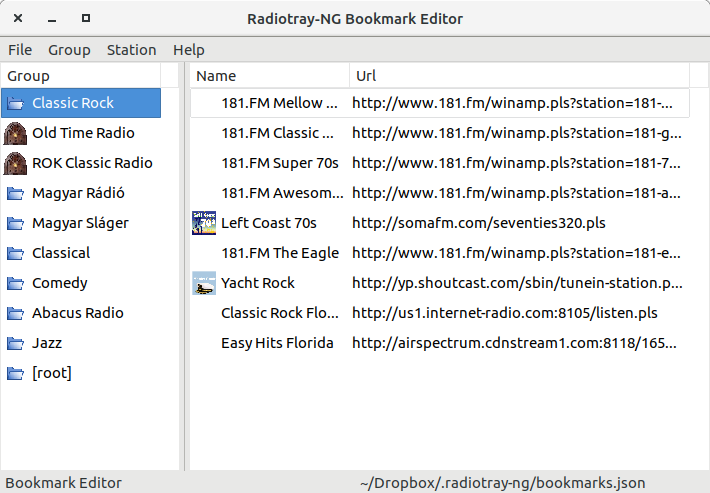 Radiotray-NG Bookmark Editor
File Group Station Help
Group
Classic Rock
Old Time Radio
ROK Classic Radio
Magyar Rádió
Magyar Sláger
Classical
Comedy
Abacus Radio
Jazz
[root]
Name Url
181.FM Mellow ... http://www.181.fm/winamp.pls?station=181-...
181.FM Classic ... http://www.181.fm/winamp.pls?station=181-g...
181.FM Super 70s http://www.181.fm/winamp.pls?station=181-7...
181.FM Awesom... http://www.181.fm/winamp.pls?station=181-a...
Left Coast 70s http://somafm.com/seventies320.pls
181.FM The Eagle http://www.181.fm/winamp.pls?station=181-e...
Yacht Rock http://yp.shoutcast.com/sbin/tunein-station.p...
Classic Rock Flo... http://us1.internet-radio.com:8105/listen.pls
Easy Hits Florida http://airspectrum.cdnstream1.com:8118/165...
Bookmark Editor ~/Dropbox/.radiotray-ng/bookmarks.json